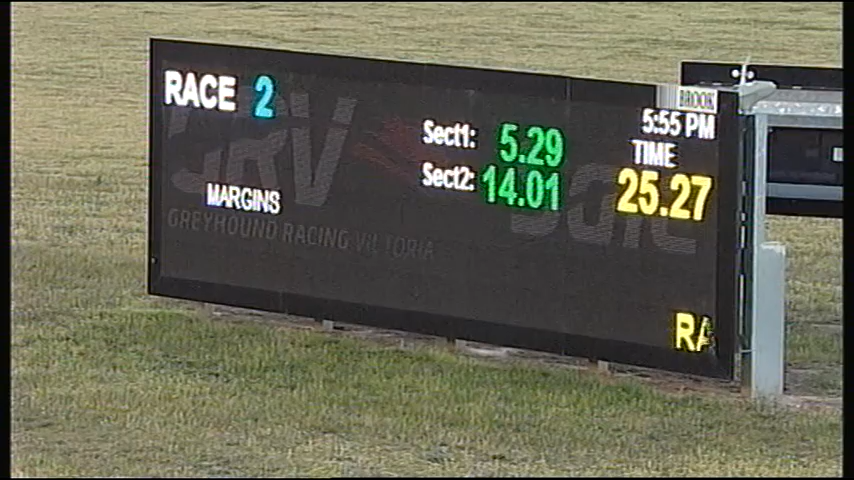 RACE 2
BROOK
5:55 PM
Sect1: 5.29
TIME
Sect2: 14.01
25.27
MARGINS
GRV
GREYHOUND RACING VICTORIA
RA